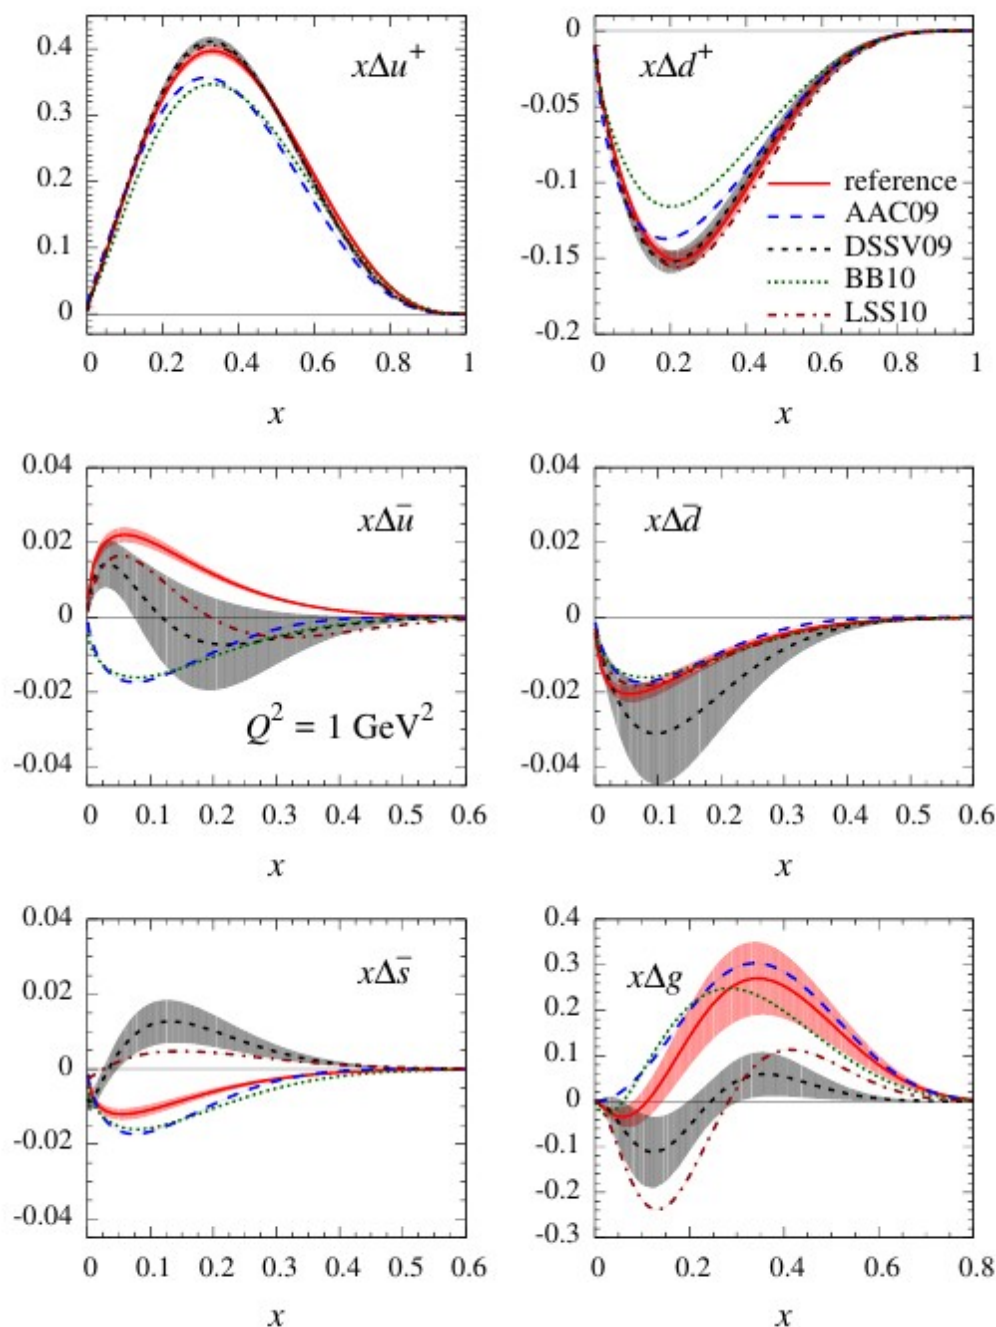 0.4
0.3
0.2
0.1
0
xΔu⁺
0 0.2 0.4 0.6 0.8 1
x
0
-0.05
-0.1
-0.15
-0.2
xΔd⁺
reference
AAC09
DSSV09
BB10
LSS10
0 0.2 0.4 0.6 0.8 1
x
0.04
0.02
0
-0.02
-0.04
xΔū
Q² = 1 GeV²
0 0.1 0.2 0.3 0.4 0.5 0.6
x
0.04
0.02
0
-0.02
-0.04
xΔd̄
0 0.1 0.2 0.3 0.4 0.5 0.6
x
0.04
0.02
0
-0.02
-0.04
xΔs̄
0 0.1 0.2 0.3 0.4 0.5 0.6
x
0.4
0.3
0.2
0.1
0
-0.1
-0.2
-0.3
xΔg
0 0.2 0.4 0.6 0.8
x